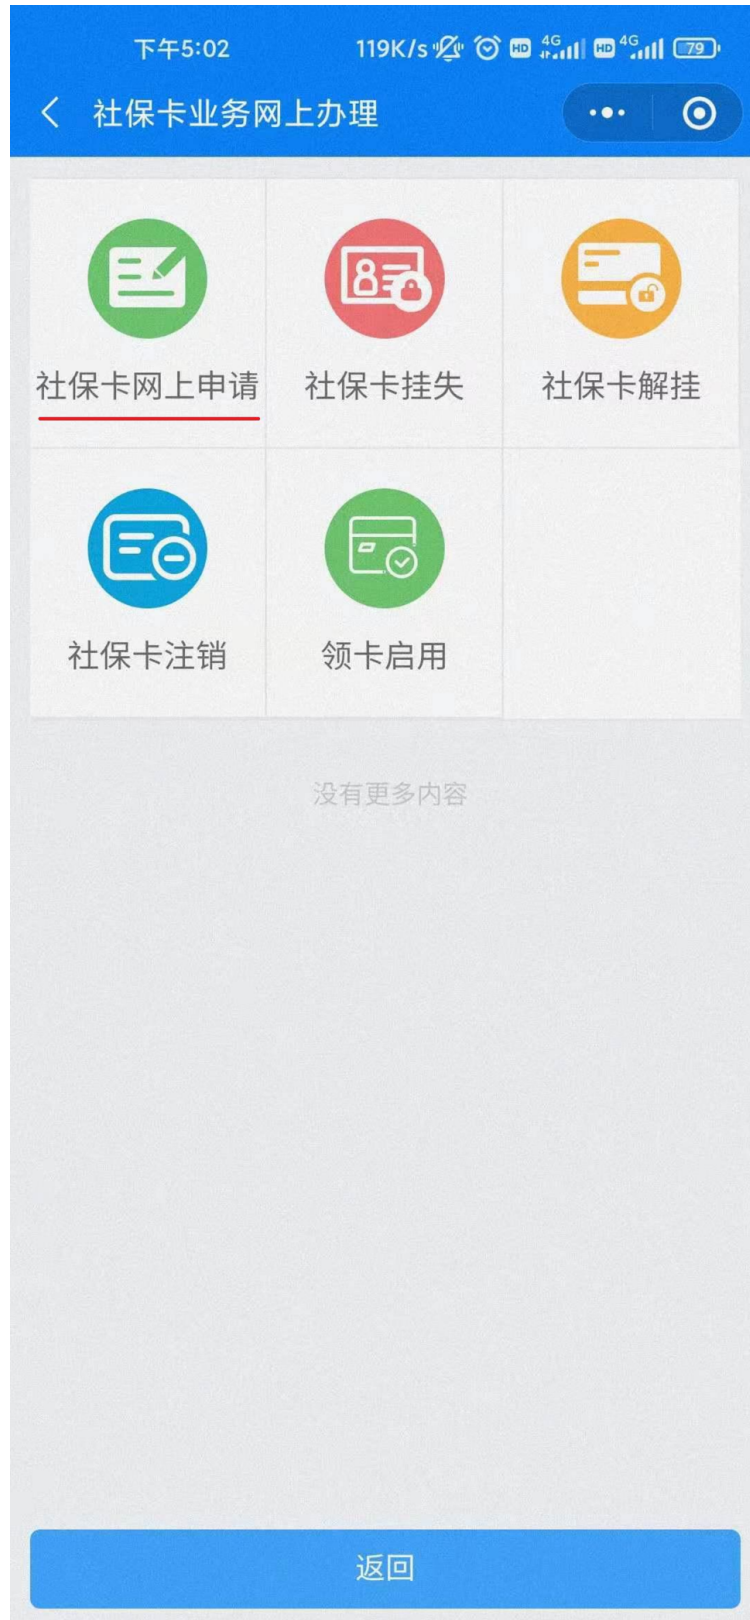 下午5:02 119K/s HD 4G HD 4G 79
社保卡业务网上办理
社保卡网上申请 社保卡挂失 社保卡解挂
社保卡注销 领卡启用
没有更多内容
返回